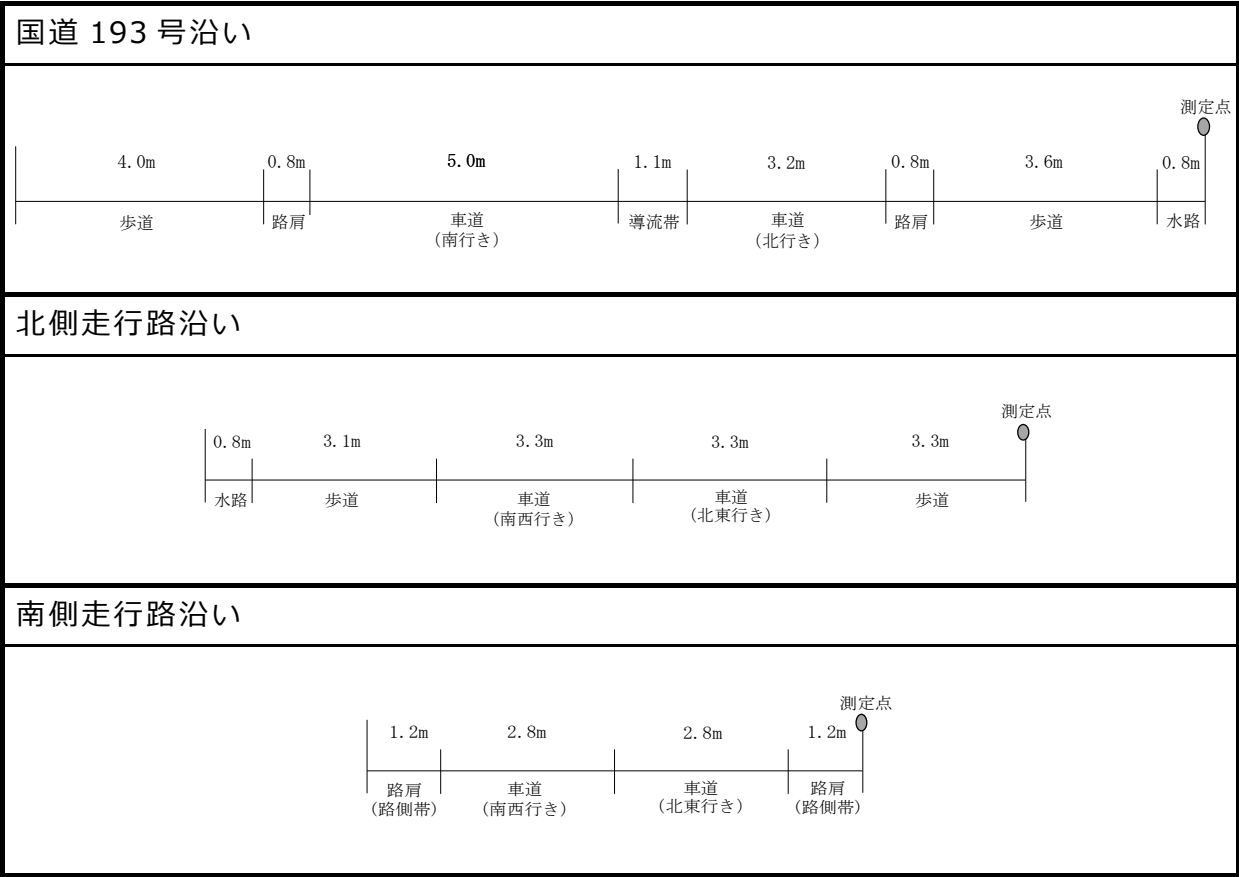 国道 193 号沿い
測定点
4.0m 0.8m 5.0m 1.1m 3.2m 0.8m 3.6m 0.8m
歩道 路肩 車道 導流帯 車道 路肩 歩道 水路
(南行き) (北行き)
北側走行路沿い
測定点
0.8m 3.1m 3.3m 3.3m 3.3m
水路 歩道 車道 車道 歩道
(南西行き) (北東行き)
南側走行路沿い
測定点
1.2m 2.8m 2.8m 1.2m
路肩 車道 車道 路肩
(路側帯) (南西行き) (北東行き) (路側帯)